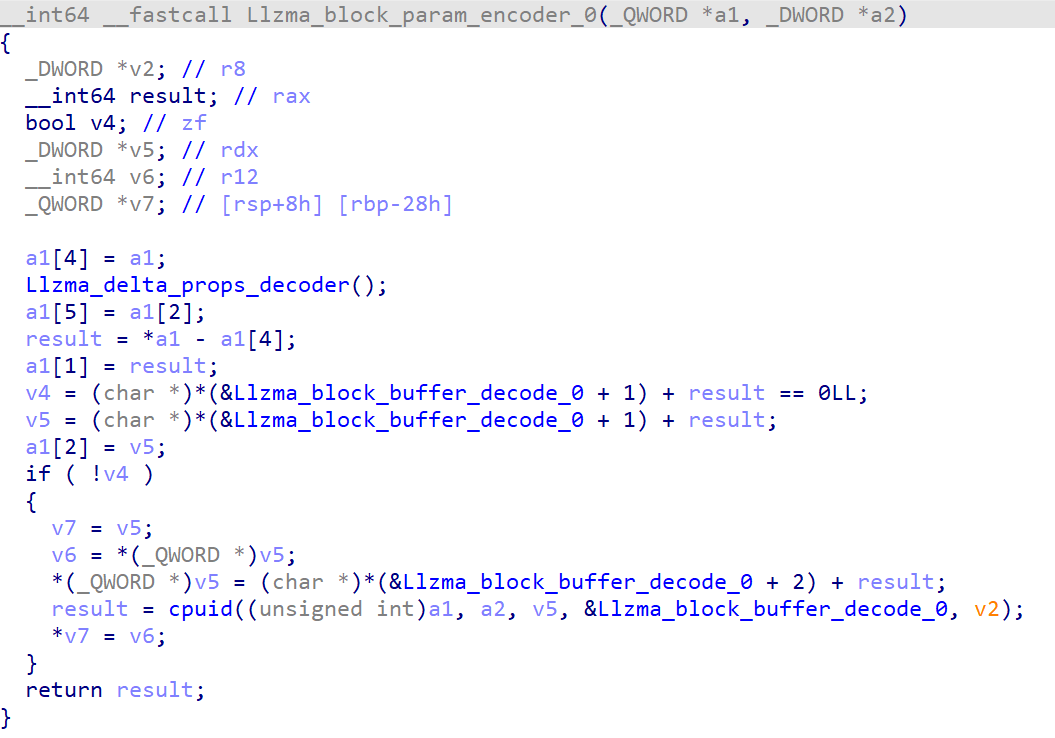 __int64 __fastcall Llzma_block_param_encoder_0(_QWORD *a1, _DWORD *a2)
{
  _DWORD *v2; // r8
  __int64 result; // rax
  bool v4; // zf
  _DWORD *v5; // rdx
  __int64 v6; // r12
  _QWORD *v7; // [rsp+8h] [rbp-28h]

  a1[4] = a1;
  Llzma_delta_props_decoder();
  a1[5] = a1[2];
  result = *a1 - a1[4];
  a1[1] = result;
  v4 = (char *)*(&Llzma_block_buffer_decode_0 + 1) + result == 0LL;
  v5 = (char *)*(&Llzma_block_buffer_decode_0 + 1) + result;
  a1[2] = v5;
  if ( !v4 )
  {
    v7 = v5;
    v6 = *(_QWORD *)v5;
    *(_QWORD *)v5 = (char *)*(&Llzma_block_buffer_decode_0 + 2) + result;
    result = cpuid((unsigned int)a1, a2, v5, &Llzma_block_buffer_decode_0, v2);
    *v7 = v6;
  }
  return result;
}